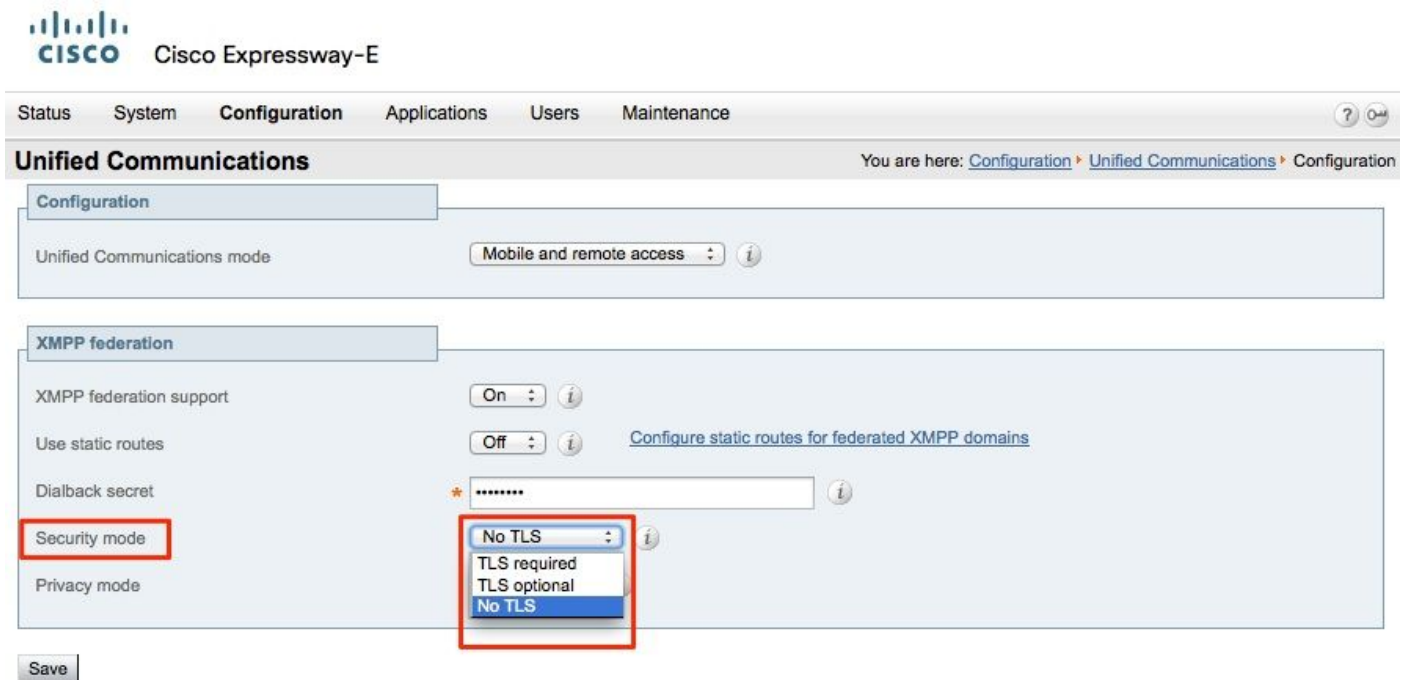 CISCO Cisco Expressway-E
Status System Configuration Applications Users Maintenance ?
Unified Communications You are here: Configuration Unified Communications Configuration
Configuration
Unified Communications mode Mobile and remote access i
XMPP federation
XMPP federation support On i
Use static routes Off i Configure static routes for federated XMPP domains
Dialback secret * •••••••• i
Security mode No TLS i
TLS required
Privacy mode TLS optional
No TLS
Save